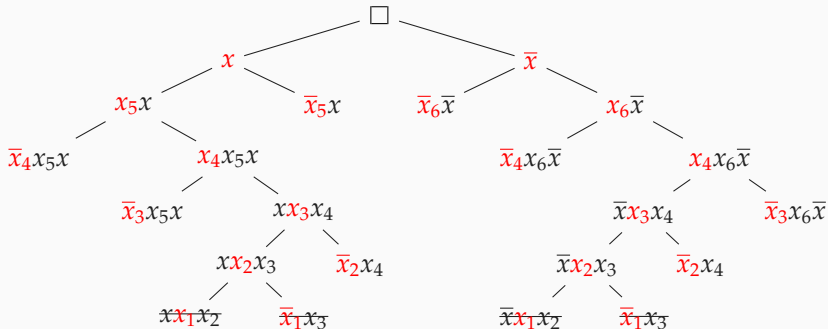 □
x x̅
x₅x x̅₅x x̅₆x̅ x₆x̅
x̅₄x₅x x₄x₅x x̅₄x₆x̅ x₄x₆x̅
x̅₃x₅x xx₃x₄ x̅x₃x₄ x̅₃x₆x̅
xx₂x₃ x̅₂x₄ x̅x₂x₃ x̅₂x₄
xx₁x₂ x̅₁x₃ x̅x₁x₂ x̅₁x₃